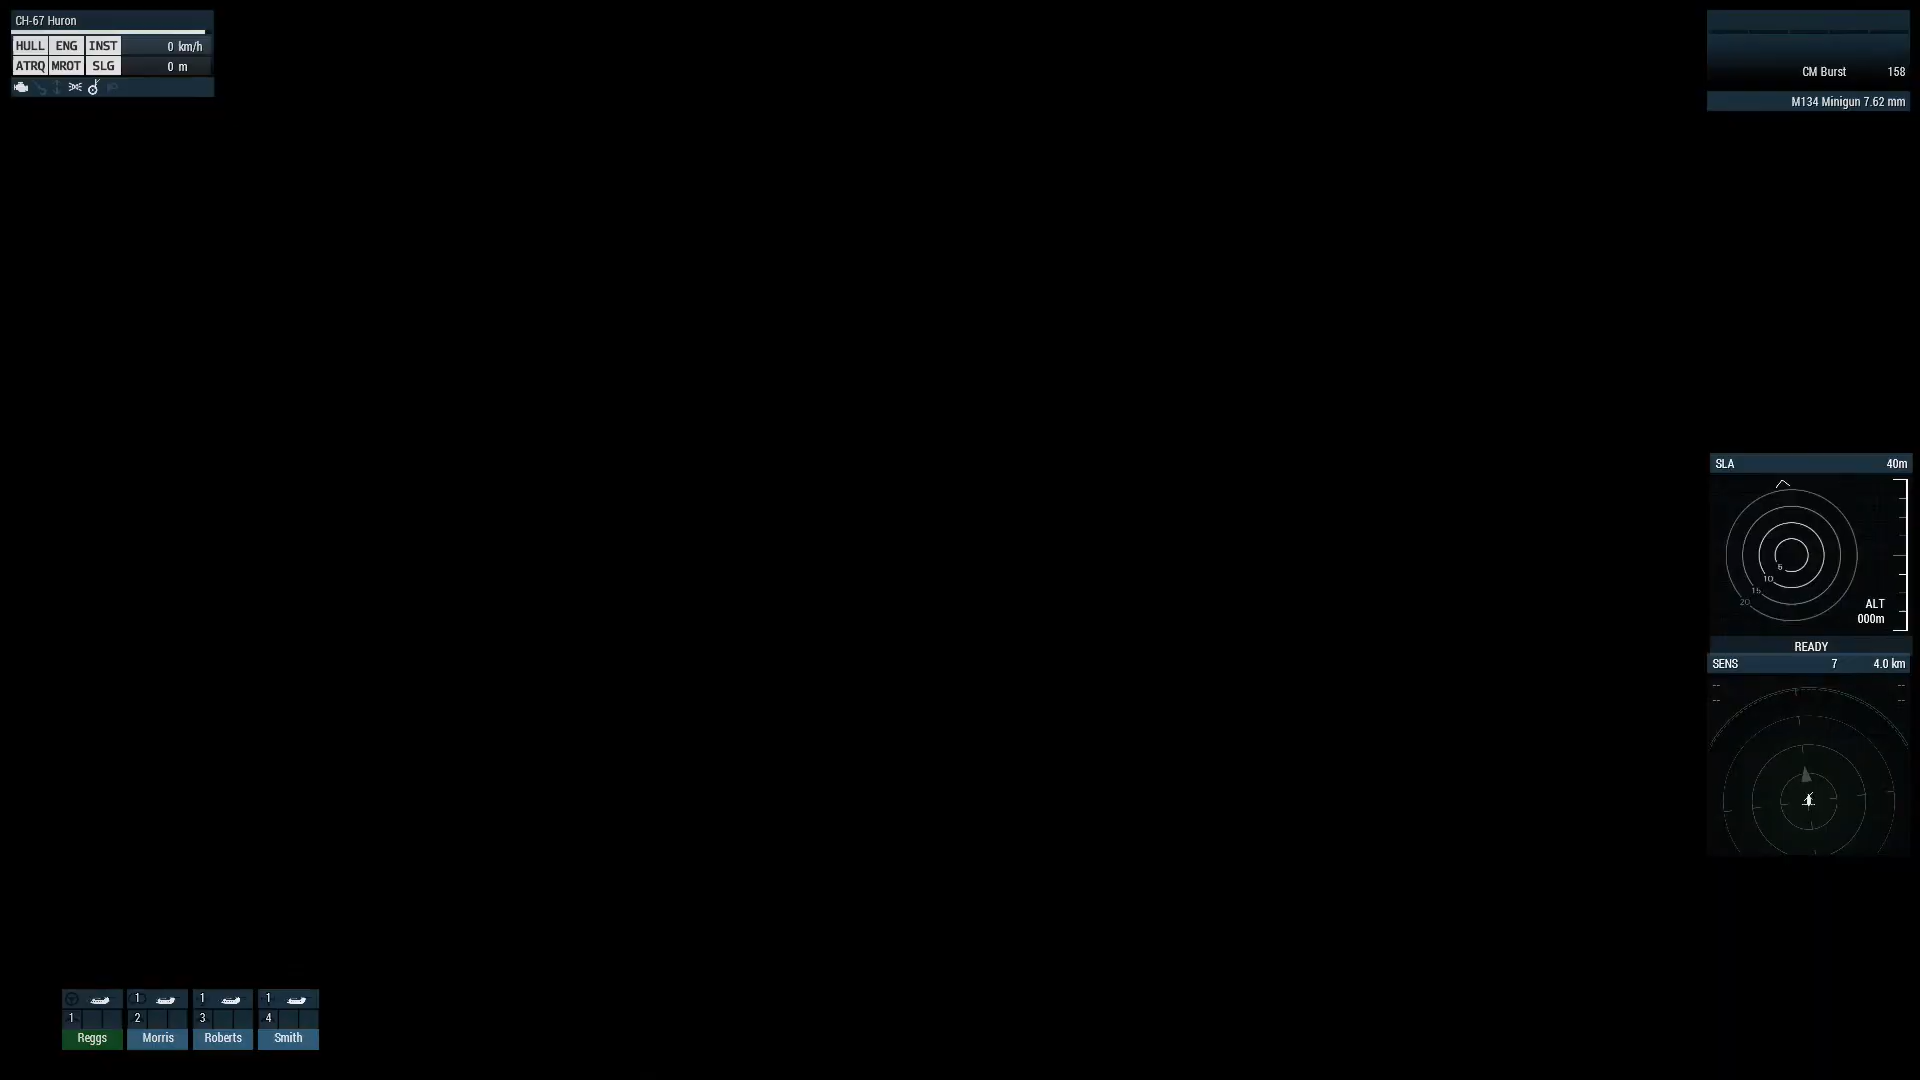 CH-67 Huron
HULL ENG INST 0 km/h
ATRQ MROT SLG 0 m
CM Burst 158
M134 Minigun 7.62 mm
SLA 40m
5
10
15
20
ALT
000m
READY
SENS 7 4.0 km
-- --
-- --
1 1 1
1 2 3 4
Reggs Morris Roberts Smith